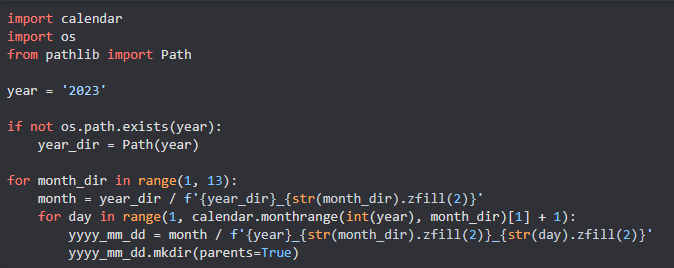 import calendar
import os
from pathlib import Path
year = '2023'
if not os.path.exists(year):
    year_dir = Path(year)
for month_dir in range(1, 13):
    month = year_dir / f'{year_dir}_{str(month_dir).zfill(2)}'
    for day in range(1, calendar.monthrange(int(year), month_dir)[1] + 1):
        yyyy_mm_dd = month / f'{year}_{str(month_dir).zfill(2)}_{str(day).zfill(2)}'
        yyyy_mm_dd.mkdir(parents=True)